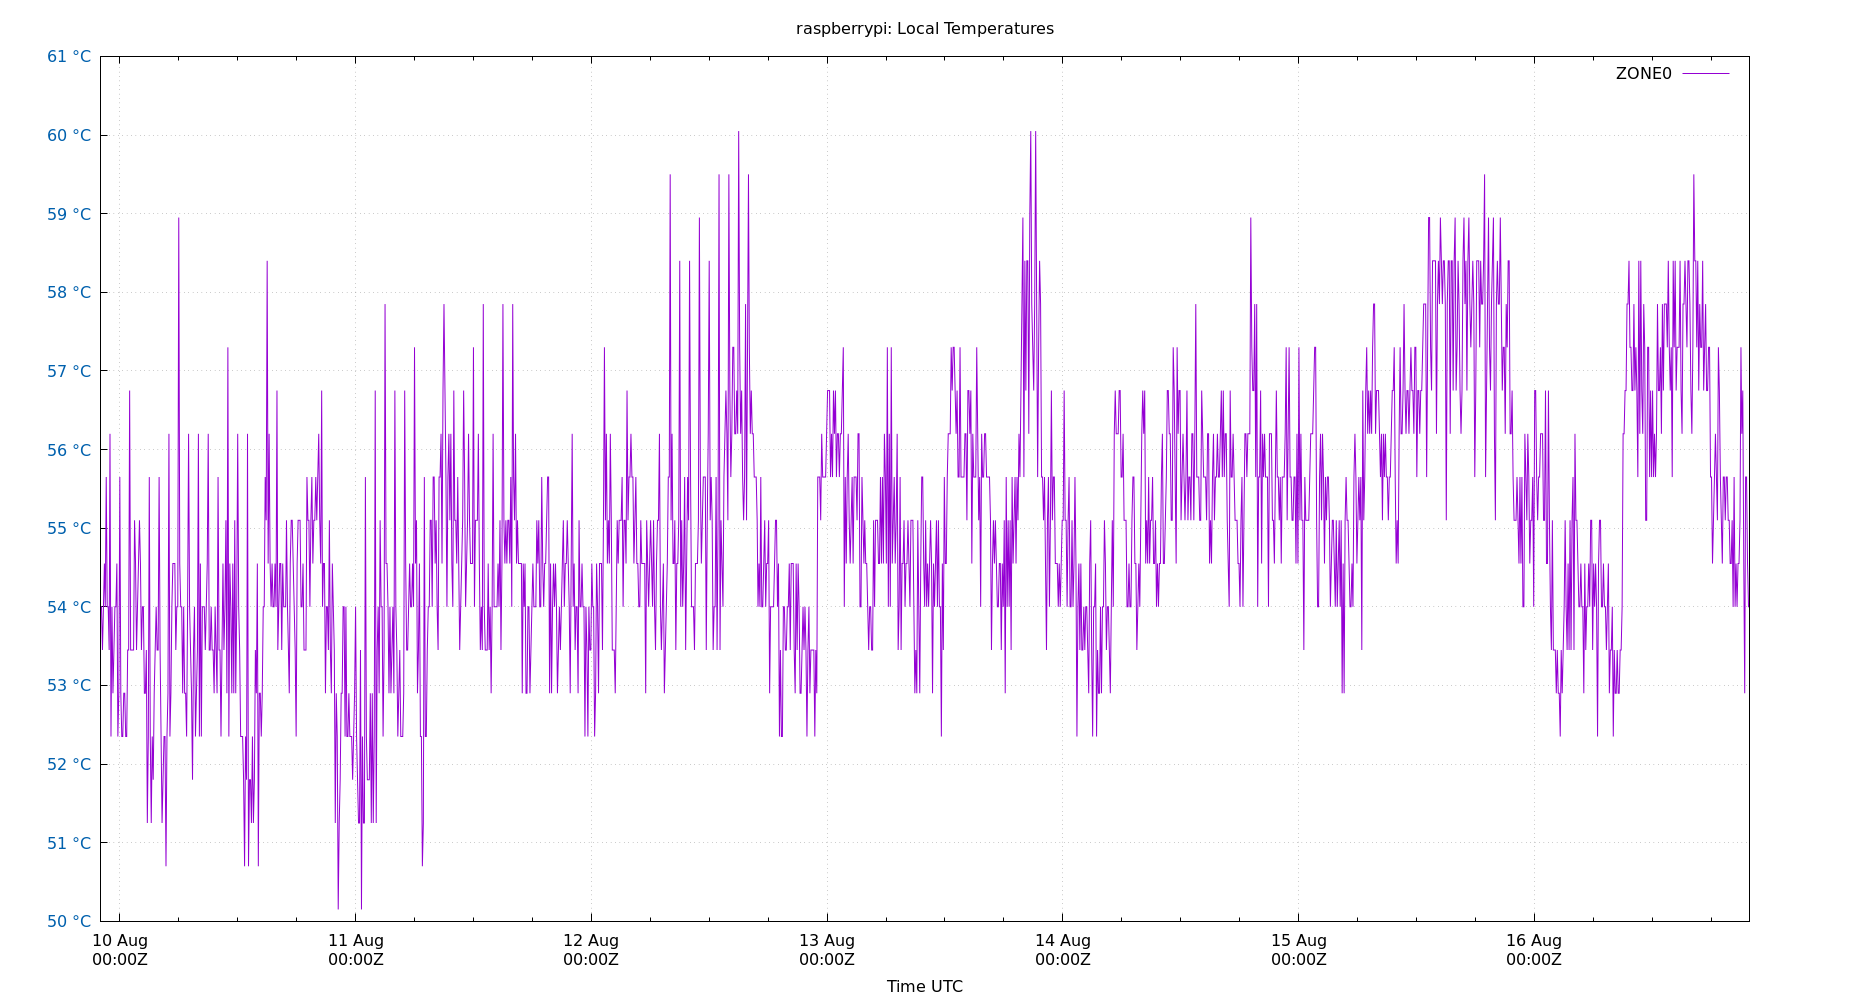 raspberrypi: Local Temperatures
61 °C
ZONE0
60 °C
59 °C
58 °C
57 °C
56 °C
55 °C
54 °C
53 °C
52 °C
51 °C
50 °C
10 Aug 11 Aug 12 Aug 13 Aug 14 Aug 15 Aug 16 Aug
00:00Z 00:00Z 00:00Z 00:00Z 00:00Z 00:00Z 00:00Z
Time UTC